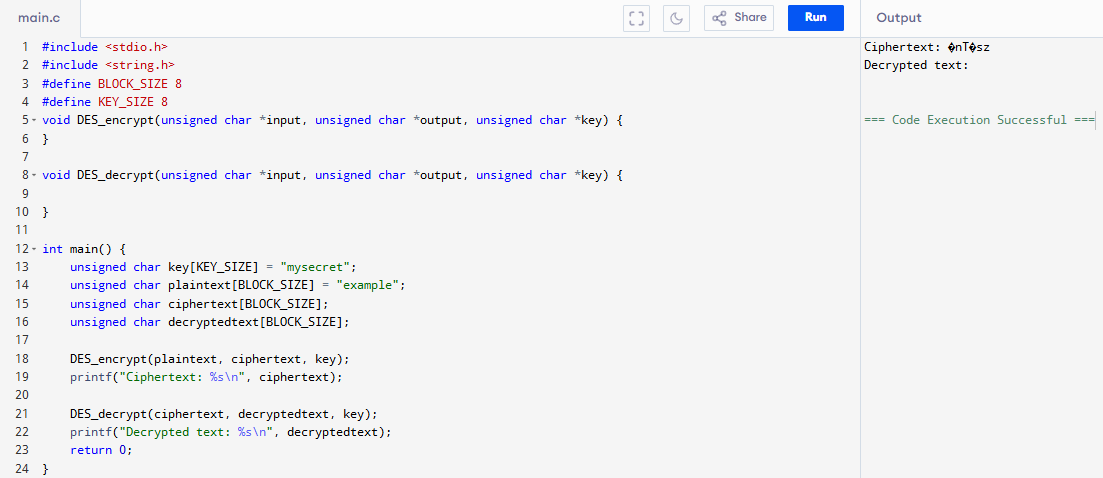 main.c
Share
Run
Output
1 #include <stdio.h>
2 #include <string.h>
3 #define BLOCK_SIZE 8
4 #define KEY_SIZE 8
5 void DES_encrypt(unsigned char *input, unsigned char *output, unsigned char *key) {
6 }
7
8 void DES_decrypt(unsigned char *input, unsigned char *output, unsigned char *key) {
9
10 }
11
12 int main() {
13     unsigned char key[KEY_SIZE] = "mysecret";
14     unsigned char plaintext[BLOCK_SIZE] = "example";
15     unsigned char ciphertext[BLOCK_SIZE];
16     unsigned char decryptedtext[BLOCK_SIZE];
17
18     DES_encrypt(plaintext, ciphertext, key);
19     printf("Ciphertext: %s\n", ciphertext);
20
21     DES_decrypt(ciphertext, decryptedtext, key);
22     printf("Decrypted text: %s\n", decryptedtext);
23     return 0;
24 }
Ciphertext: �nT�sz
Decrypted text:
=== Code Execution Successful ===